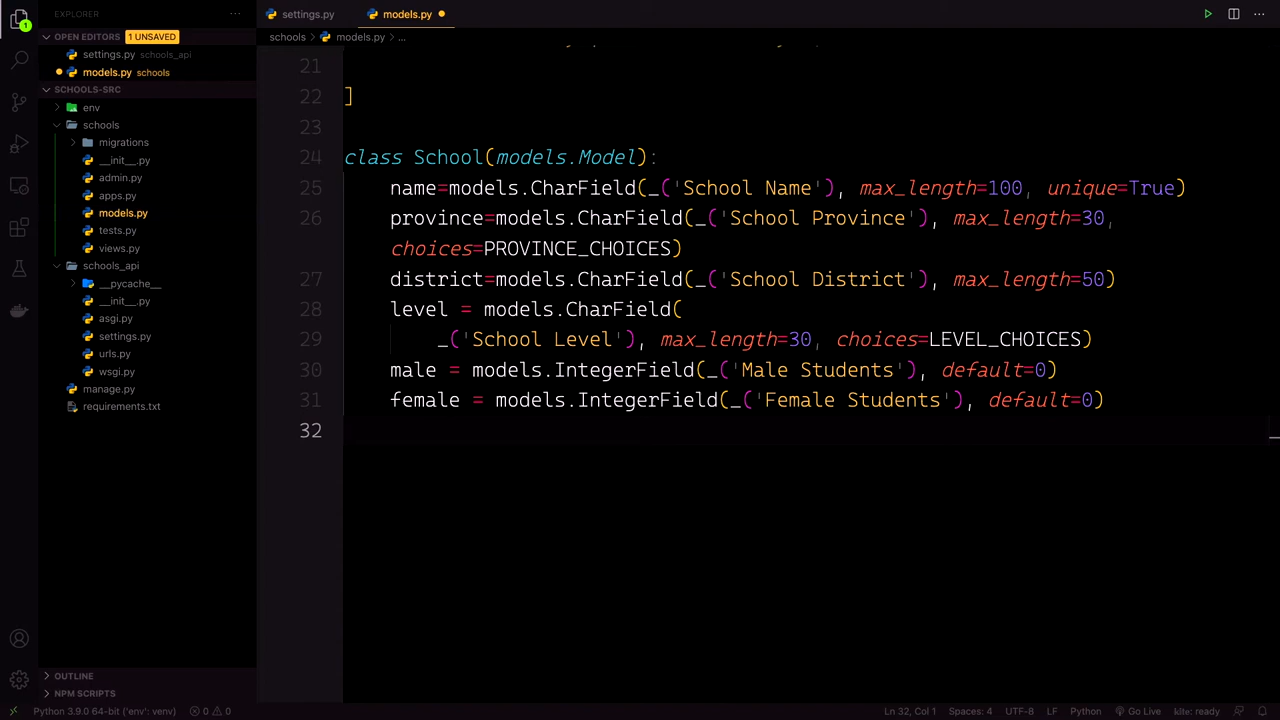 EXPLORER
OPEN EDITORS 1 UNSAVED
settings.py schools_api
models.py schools
SCHOOLS-SRC
env
schools
migrations
__init__.py
admin.py
apps.py
models.py
tests.py
views.py
schools_api
__pycache__
__init__.py
asgi.py
settings.py
urls.py
wsgi.py
manage.py
requirements.txt
OUTLINE
NPM SCRIPTS
settings.py models.py
schools > models.py > ...
21
22 ]
23
24 class School(models.Model):
25 name=models.CharField(_('School Name'), max_length=100, unique=True)
26 province=models.CharField(_('School Province'), max_length=30,
choices=PROVINCE_CHOICES)
27 district=models.CharField(_('School District'), max_length=50)
28 level = models.CharField(
29 _('School Level'), max_length=30, choices=LEVEL_CHOICES)
30 male = models.IntegerField(_('Male Students'), default=0)
31 female = models.IntegerField(_('Female Students'), default=0)
32
Python 3.9.0 64-bit ('env': venv) 0 0 Ln 32, Col 1 Spaces: 4 UTF-8 LF Python Go Live kite: ready